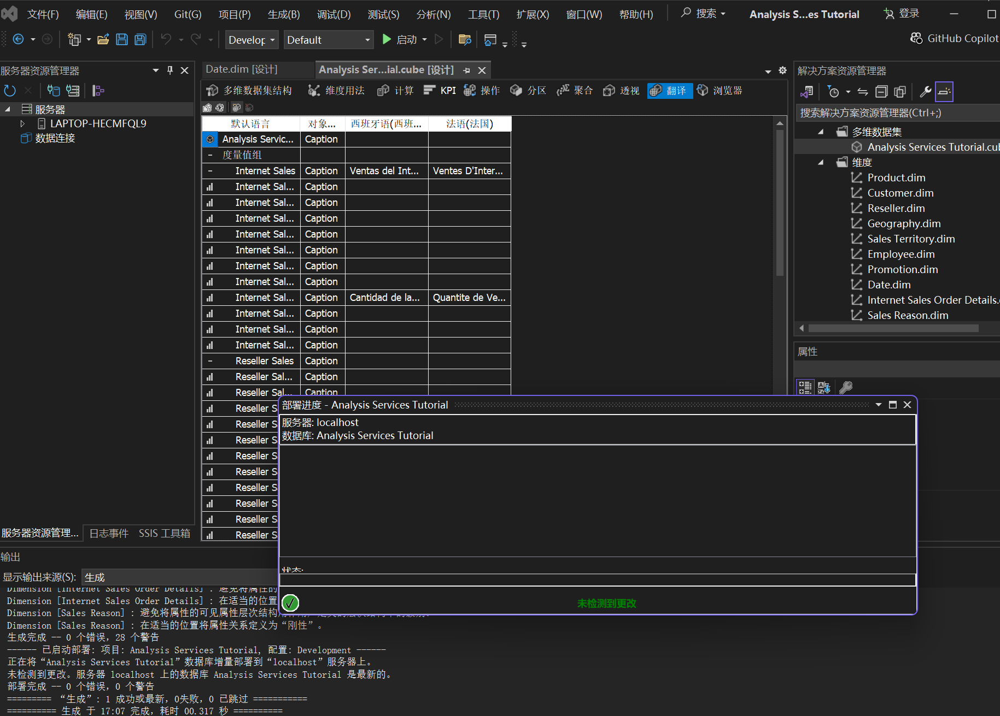 文件(F) 编辑(E) 视图(V) Git(G) 项目(P) 生成(B) 调试(D) 测试(S) 分析(N) 工具(T) 扩展(X) 窗口(W) 帮助(H) 搜索 Analysis S...es Tutorial 登录
Develop Default 启动 GitHub Copilot
服务器资源管理器
服务器
LAPTOP-HECMFQL9
数据连接
服务器资源管理... 日志事件 SSIS 工具箱
Date.dim [设计] Analysis Ser...ial.cube [设计]
多维数据集结构 维度用法 计算 KPI 操作 分区 聚合 透视 翻译 浏览器
默认语言 对象... 西班牙语(西班... 法语(法国)
Analysis Servic... Caption
度量值组
Internet Sales Caption Ventas del Int... Ventes D'Inter...
Internet Sal... Caption
Internet Sal... Caption
Internet Sal... Caption
Internet Sal... Caption
Internet Sal... Caption
Internet Sal... Caption
Internet Sal... Caption
Internet Sal... Caption Cantidad de la... Quantite de Ve...
Internet Sal... Caption
Internet Sal... Caption
Internet Sal... Caption
Reseller Sales Caption
Reseller Sal... Caption
Reseller Sal... Caption
Reseller S
Reseller S
Reseller S
Reseller S
Reseller S
Reseller S
Reseller S
Reseller S
Reseller S
解决方案资源管理器
搜索解决方案资源管理器(Ctrl+;)
多维数据集
Analysis Services Tutorial.cub
维度
Product.dim
Customer.dim
Reseller.dim
Geography.dim
Sales Territory.dim
Employee.dim
Promotion.dim
Date.dim
Internet Sales Order Details.
Sales Reason.dim
属性
部署进度 - Analysis Services Tutorial
服务器: localhost
数据库: Analysis Services Tutorial
状态:
未检测到更改
输出
显示输出来源(S): 生成
Dimension [Internet Sales Order Details] : 避免将属性的
Dimension [Internet Sales Order Details] : 在适当的位置
Dimension [Sales Reason] : 避免将属性的可见属性层次结构
Dimension [Sales Reason] : 在适当的位置将属性关系定义为“刚性”。
生成完成 -- 0 个错误，28 个警告
------ 已启动部署: 项目: Analysis Services Tutorial, 配置: Development ------
正在将“Analysis Services Tutorial”数据库增量部署到“localhost”服务器上。
未检测到更改。服务器 localhost 上的数据库 Analysis Services Tutorial 是最新的。
部署完成 -- 0 个错误，0 个警告
========= “生成”: 1 成功或最新，0失败，0 已跳过 ===========
========== 生成 于 17:07 完成，耗时 00.317 秒 ==========